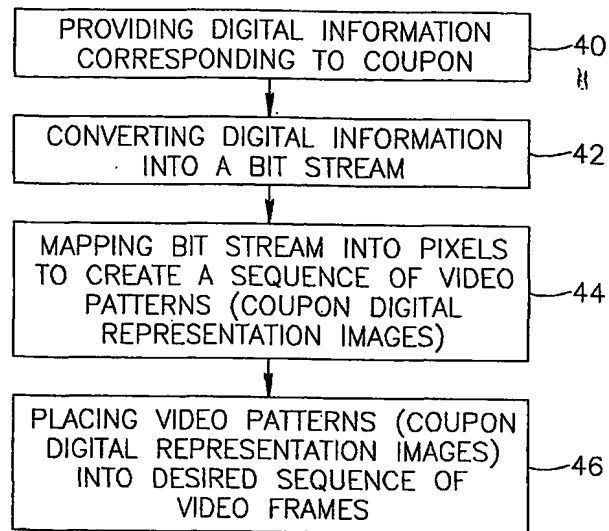 PROVIDING DIGITAL INFORMATION
CORRESPONDING TO COUPON
40
CONVERTING DIGITAL INFORMATION
INTO A BIT STREAM
42
MAPPING BIT STREAM INTO PIXELS
TO CREATE A SEQUENCE OF VIDEO
PATTERNS (COUPON DIGITAL
REPRESENTATION IMAGES)
44
PLACING VIDEO PATTERNS (COUPON
DIGITAL REPRESENTATION IMAGES)
INTO DESIRED SEQUENCE OF
VIDEO FRAMES
46